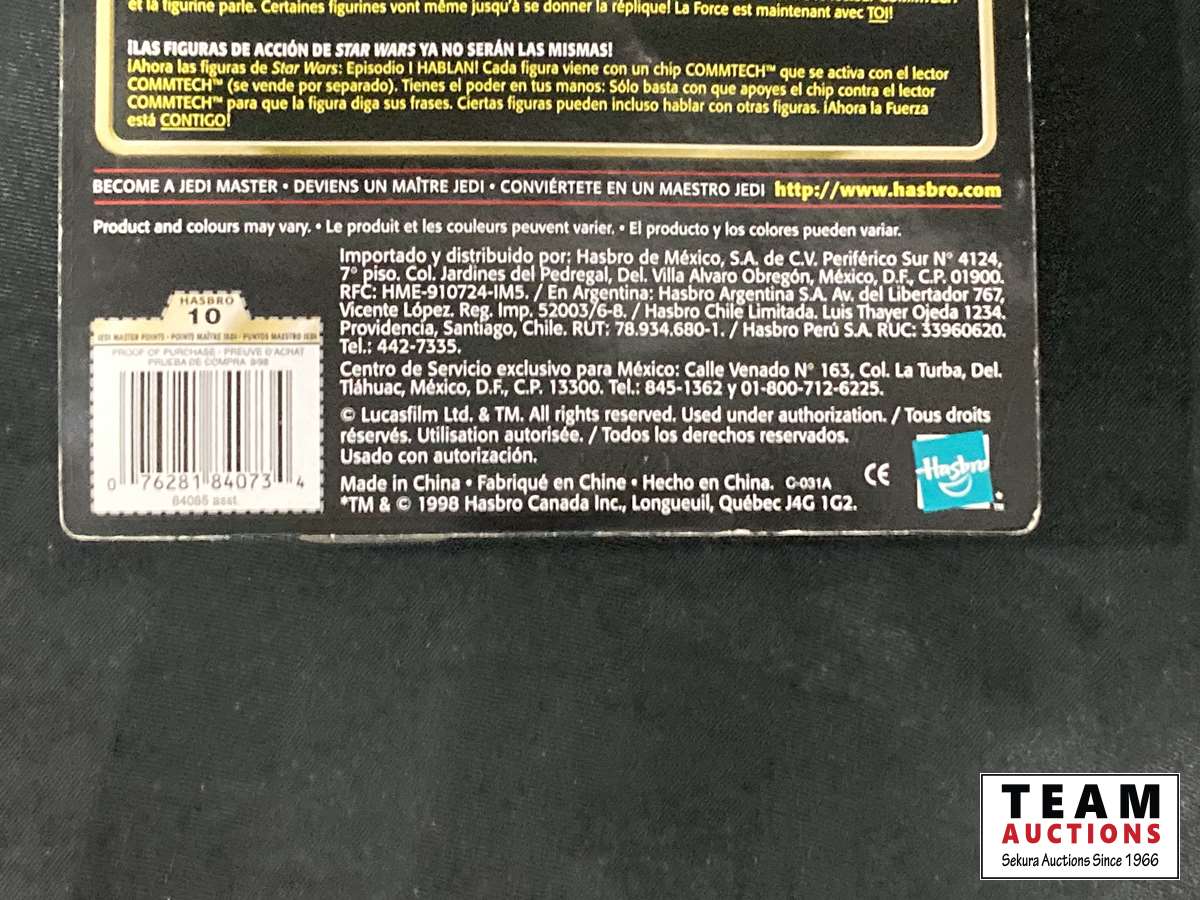 et la figurine parle. Certaines figurines vont même jusqu'à se donner la réplique! La Force est maintenant avec TOI!
¡LAS FIGURAS DE ACCIÓN DE STAR WARS YA NO SERÁN LAS MISMAS!
¡Ahora las figuras de Star Wars: Episodio I HABLAN! Cada figura viene con un chip COMMTECH™ que se activa con el lector
COMMTECH™ (se vende por separado). Tienes el poder en tus manos: Sólo basta con que apoyes el chip contra el lector
COMMTECH™ para que la figura diga sus frases. Ciertas figuras pueden incluso hablar con otras figuras. ¡Ahora la Fuerza
está CONTIGO!
BECOME A JEDI MASTER • DEVIENS UN MAÎTRE JEDI • CONVIÉRTETE EN UN MAESTRO JEDI http://www.hasbro.com
Product and colours may vary. • Le produit et les couleurs peuvent varier. • El producto y los colores pueden variar.
Importado y distribuido por: Hasbro de México, S.A. de C.V. Periférico Sur N° 4124,
7° piso. Col. Jardines del Pedregal, Del. Villa Alvaro Obregón, México, D.F., C.P. 01900.
RFC: HME-910724-IM5. / En Argentina: Hasbro Argentina S.A. Av. del Libertador 767,
Vicente López. Reg. Imp. 52003/6-8. / Hasbro Chile Limitada. Luis Thayer Ojeda 1234.
Providencia, Santiago, Chile. RUT: 78.934.680-1. / Hasbro Perú S.A. RUC: 33960620.
Tel.: 442-7335.
Centro de Servicio exclusivo para México: Calle Venado N° 163, Col. La Turba, Del.
Tláhuac, México, D.F., C.P. 13300. Tel.: 845-1362 y 01-800-712-6225.
© Lucasfilm Ltd. & TM. All rights reserved. Used under authorization. / Tous droits
réservés. Utilisation autorisée. / Todos los derechos reservados.
Usado con autorización.
Made in China • Fabriqué en Chine • Hecho en China. C-031A
*TM & © 1998 Hasbro Canada Inc., Longueuil, Québec J4G 1G2.
CE
Hasbro
HASBRO
10
JEDI MASTER POINTS • POINTS MAÎTRE JEDI • PUNTOS MAESTRO JEDI
PROOF OF PURCHASE • PREUVE D'ACHAT
PRUEBA DE COMPRA 9/98
0 76281 84073 4
84085 asst.
TEAM
AUCTIONS
Sekura Auctions Since 1966